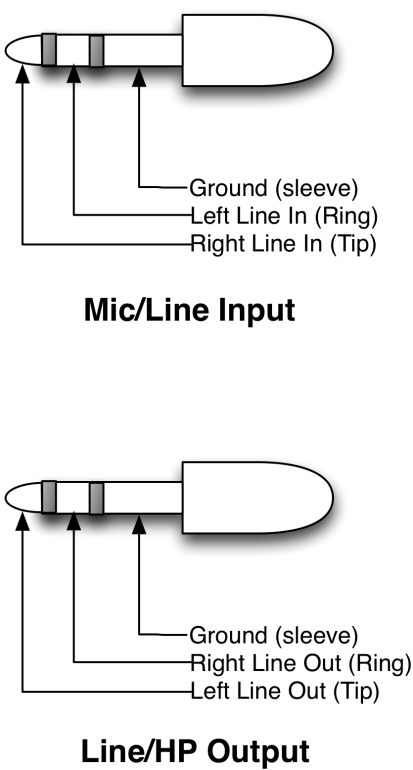 Ground (sleeve)
Left Line In (Ring)
Right Line In (Tip)
Mic/Line Input
Ground (sleeve)
Right Line Out (Ring)
Left Line Out (Tip)
Line/HP Output